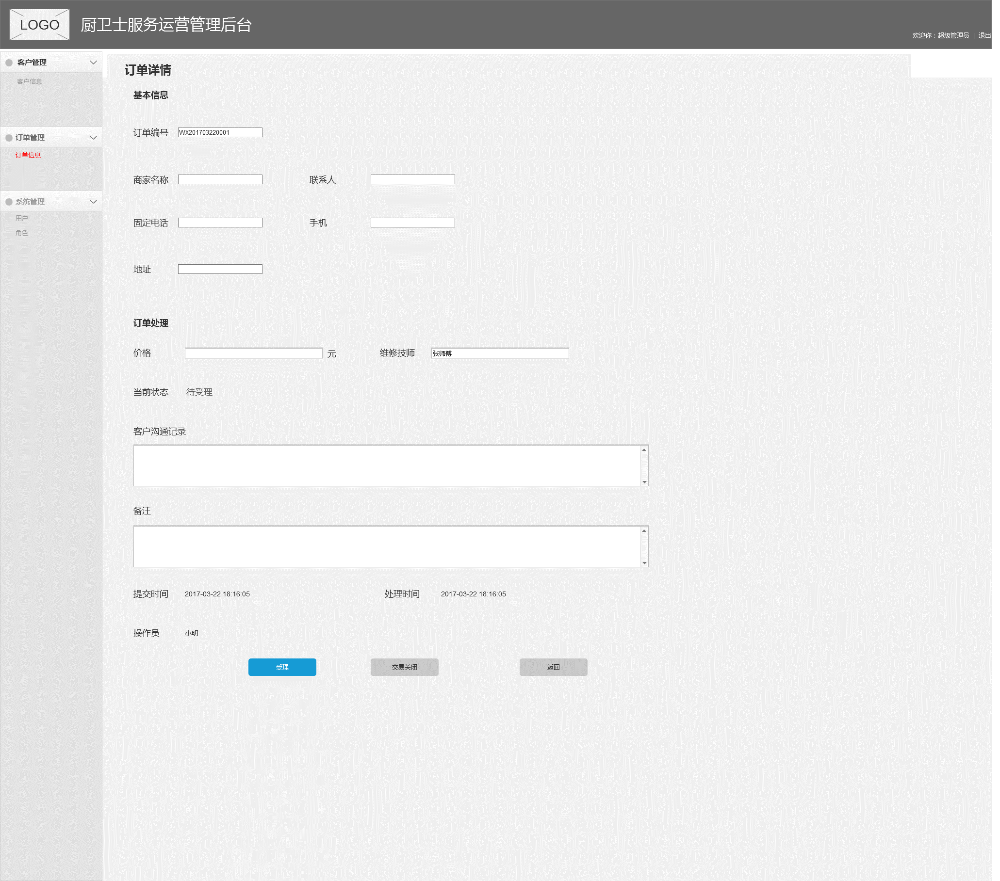 LOGO
厨卫士服务运营管理后台
欢迎你：超级管理员 | 退出
客户管理
客户信息
订单管理
订单信息
系统管理
用户
角色
订单详情
基本信息
订单编号 WX201703220001
商家名称 联系人
固定电话 手机
地址
订单处理
价格 元 维修技师 张师傅
当前状态 待受理
客户沟通记录
备注
提交时间 2017-03-22 18:16:05 处理时间 2017-03-22 18:16:05
操作员 小明
受理 交易关闭 返回